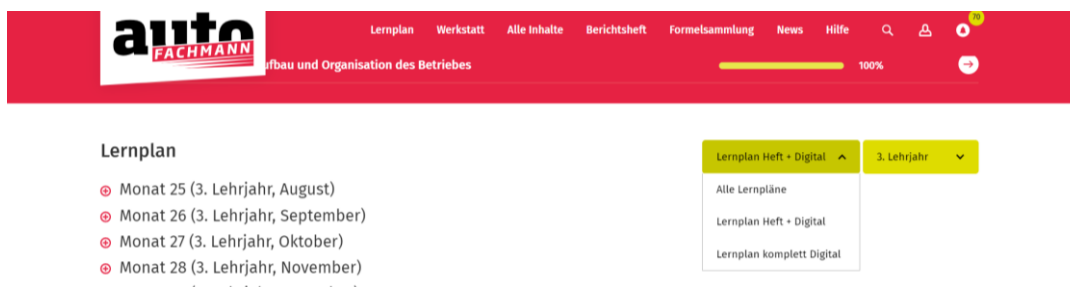 auto
FACHMANN
Lernplan Werkstatt Alle Inhalte Berichtsheft Formelsammlung News Hilfe
70
und Organisation des Betriebes
100%
Lernplan
Lernplan Heft + Digital
3. Lehrjahr
Alle Lernpläne
Lernplan Heft + Digital
Lernplan komplett Digital
Monat 25 (3. Lehrjahr, August)
Monat 26 (3. Lehrjahr, September)
Monat 27 (3. Lehrjahr, Oktober)
Monat 28 (3. Lehrjahr, November)